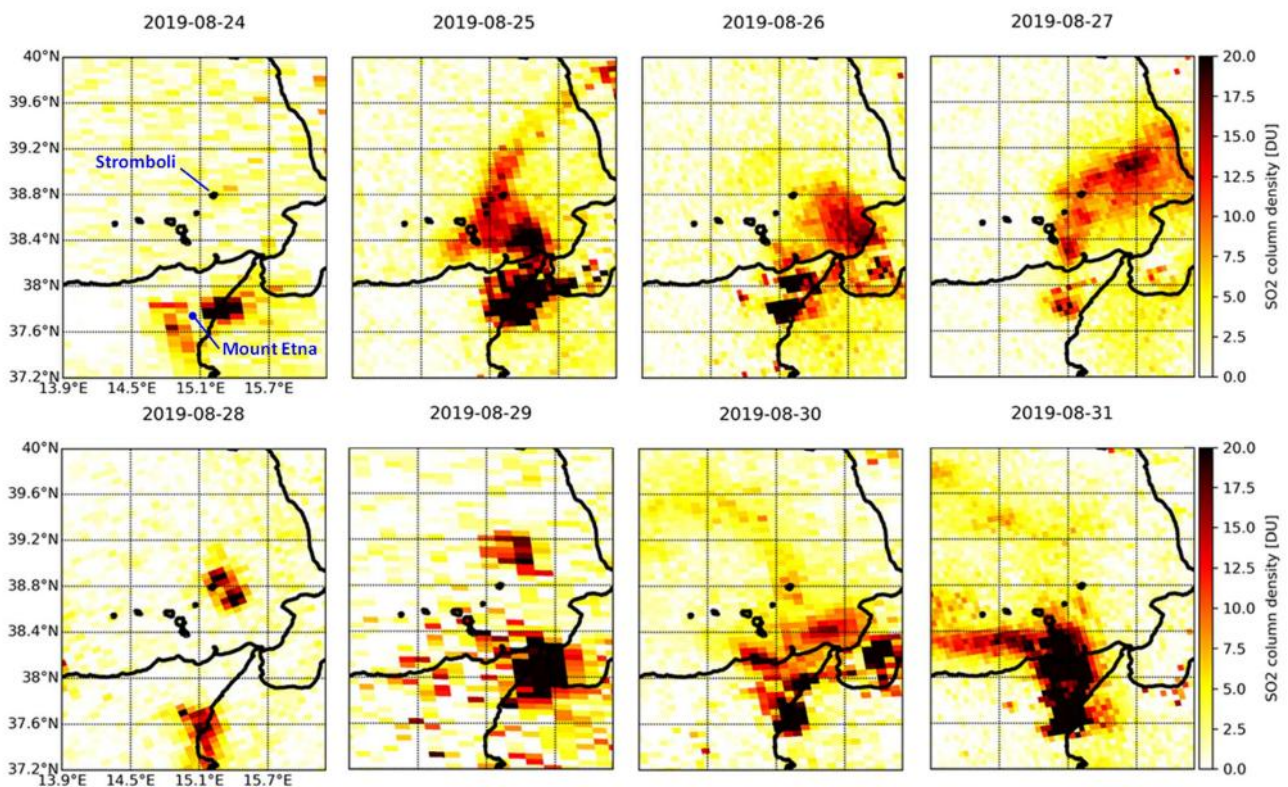 2019-08-24
2019-08-25
2019-08-26
2019-08-27
40°N
39.6°N
39.2°N
38.8°N
38.4°N
38°N
37.6°N
37.2°N
13.9°E
14.5°E
15.1°E
15.7°E
Stromboli
Mount Etna
20.0
17.5
15.0
12.5
10.0
7.5
5.0
2.5
0.0
SO2 column density [DU]
2019-08-28
2019-08-29
2019-08-30
2019-08-31
40°N
39.6°N
39.2°N
38.8°N
38.4°N
38°N
37.6°N
37.2°N
13.9°E
14.5°E
15.1°E
15.7°E
20.0
17.5
15.0
12.5
10.0
7.5
5.0
2.5
0.0
SO2 column density [DU]